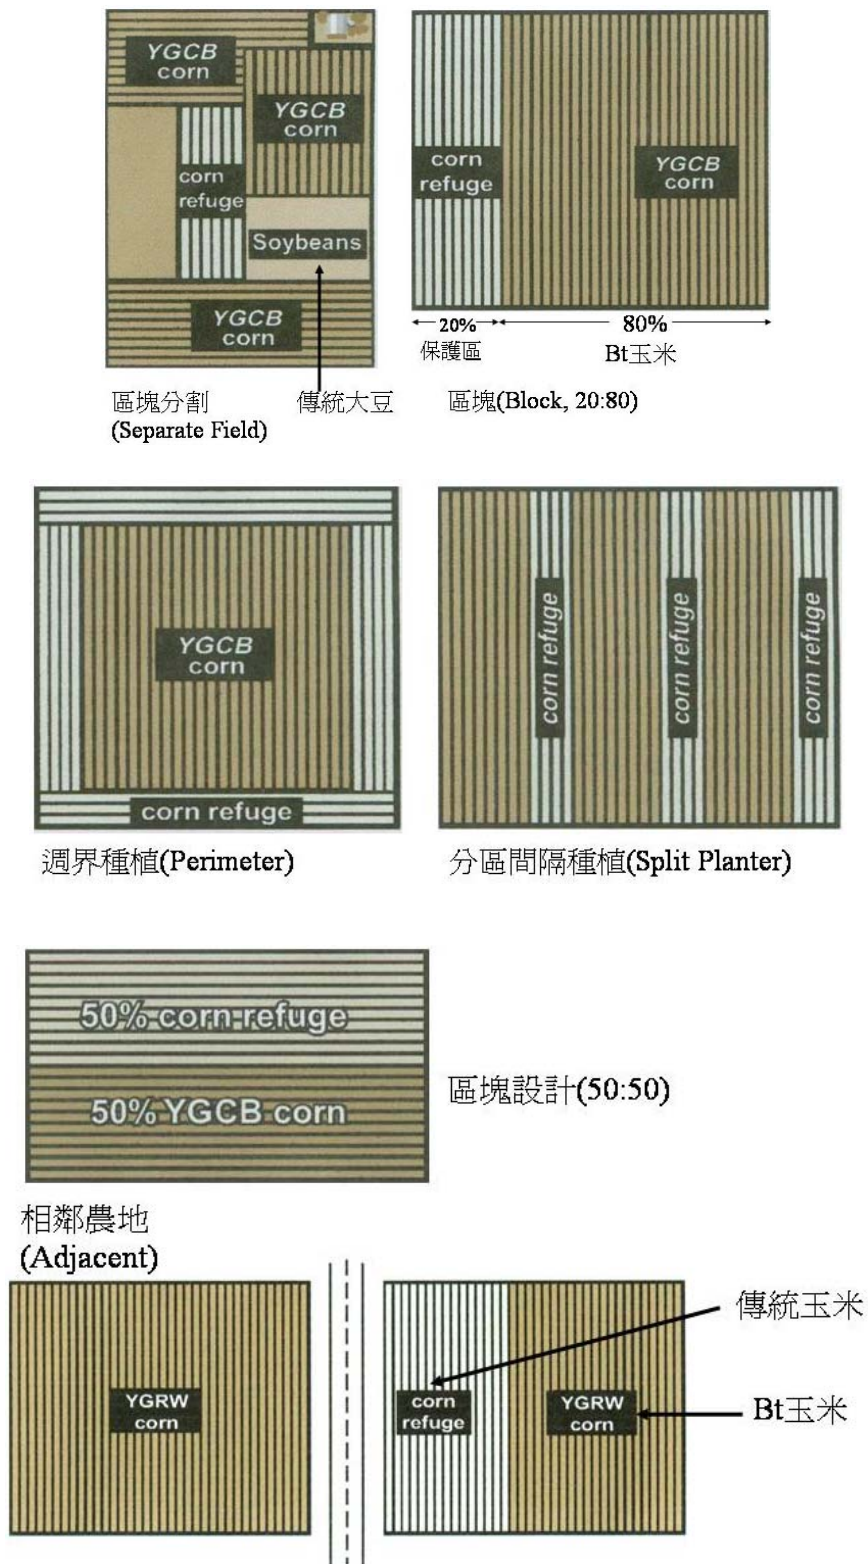 YGCB
corn
YGCB
corn
corn
refuge
Soybeans
YGCB
corn
區塊分割
(Separate Field)
傳統大豆
corn
refuge
YGCB
corn
20%
80%
保護區
Bt玉米
區塊(Block, 20:80)
YGCB
corn
corn refuge
週界種植(Perimeter)
corn refuge
corn refuge
corn refuge
分區間隔種植(Split Planter)
50% corn refuge
50% YGCB corn
區塊設計(50:50)
相鄰農地
(Adjacent)
YGRW
corn
corn
refuge
YGRW
corn
傳統玉米
Bt玉米